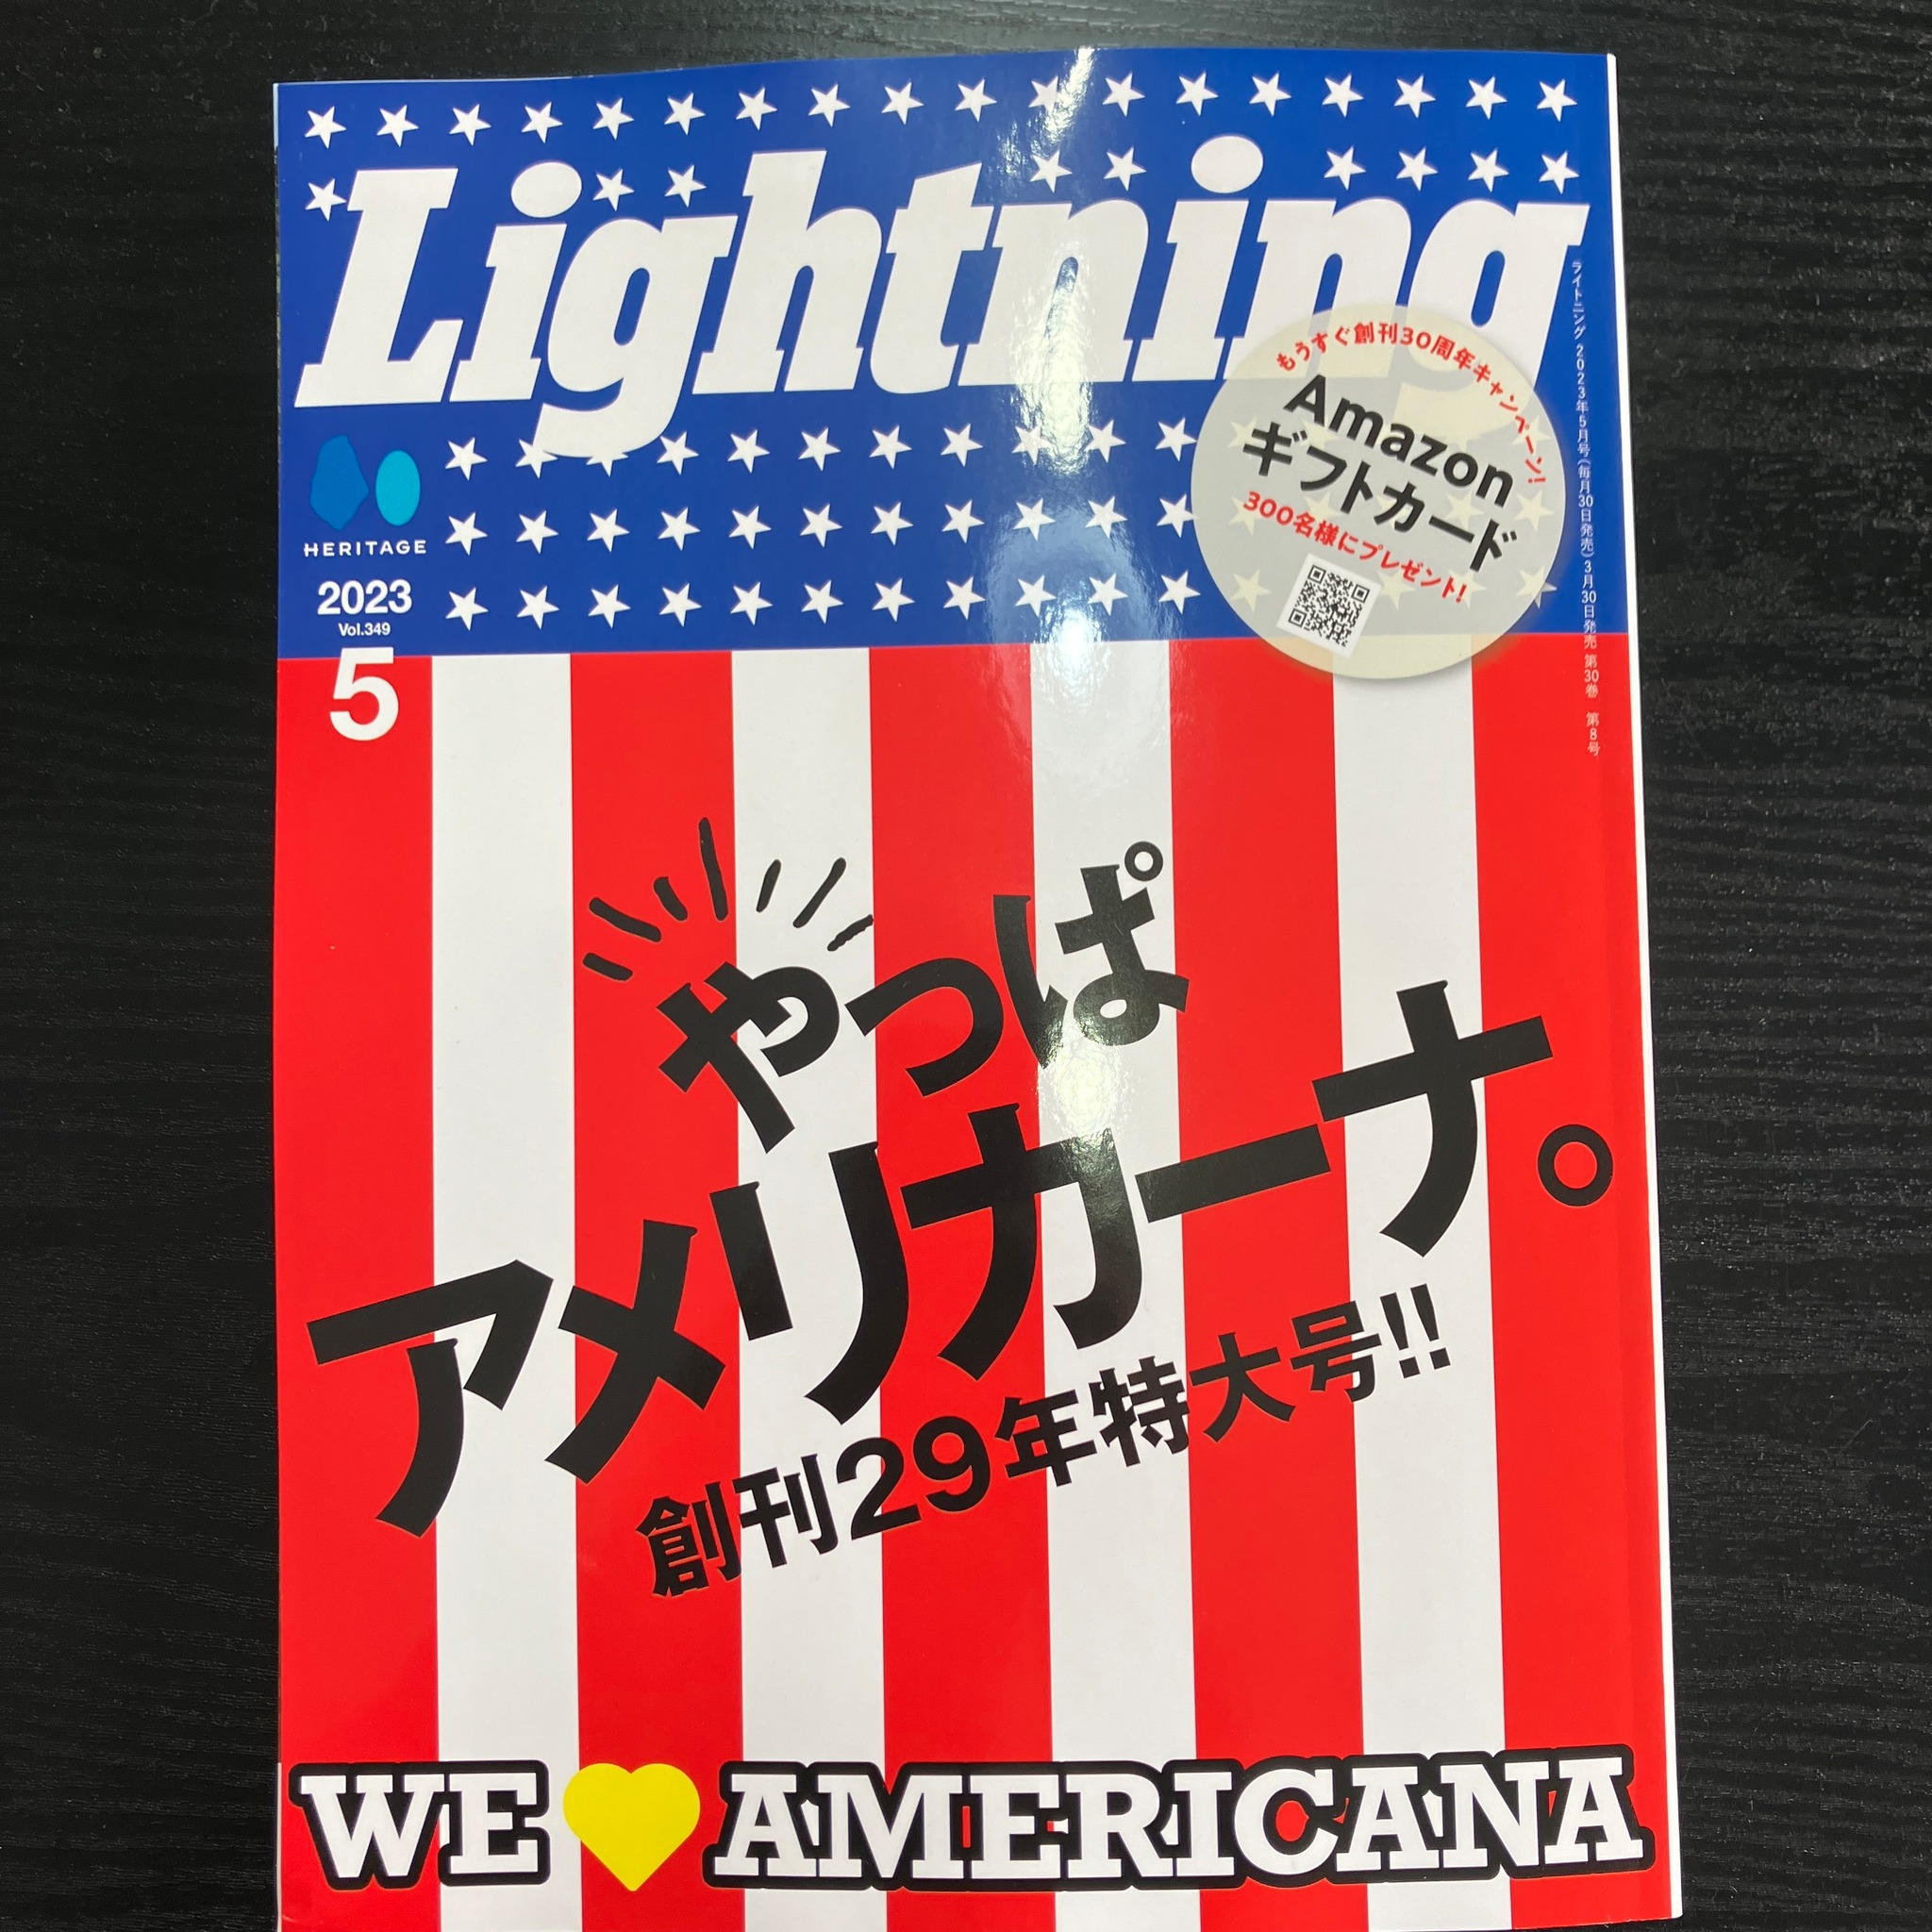 Lightning
ライトニング 2023年5月号(毎月30日発売)3月30日発売 第30巻 第8号
もうすぐ創刊30周年キャンペーン!
Amazon
ギフトカード
300名様にプレゼント!
HERITAGE
2023
Vol.349
5
やっぱ
アメリカーナ。
創刊29年特大号!!
WE AMERICANA